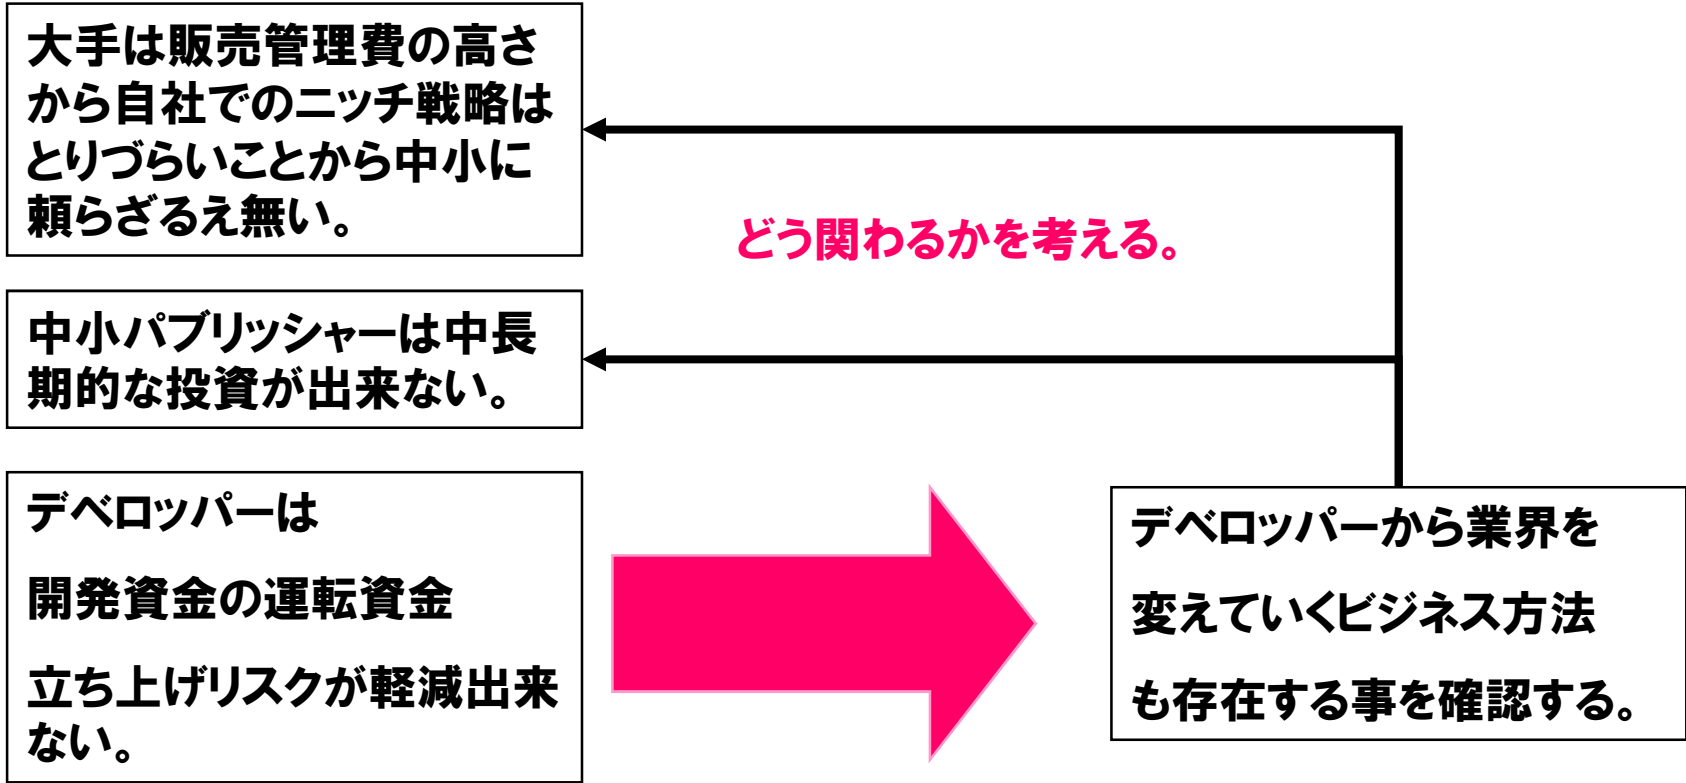 大手は販売管理費の高さ
から自社でのニッチ戦略は
とりづらいことから中小に
頼らざるえ無い。
どう関わるかを考える。
中小パブリッシャーは中長
期的な投資が出来ない。
デベロッパーは
開発資金の運転資金
立ち上げリスクが軽減出来
ない。
デベロッパーから業界を
変えていくビジネス方法
も存在する事を確認する。